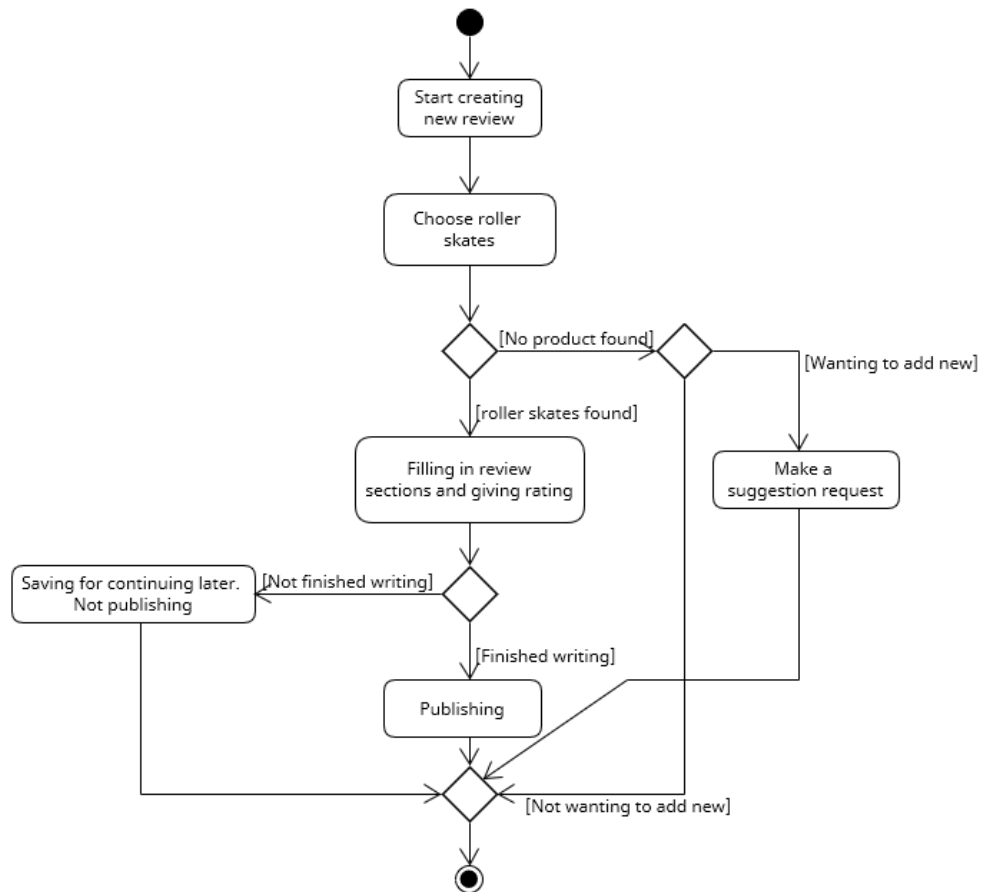 Start creating
new review
Choose roller
skates
[No product found]
[Wanting to add new]
[roller skates found]
Filling in review
sections and giving rating
Make a
suggestion request
Saving for continuing later.
Not publishing
[Not finished writing]
[Finished writing]
Publishing
[Not wanting to add new]